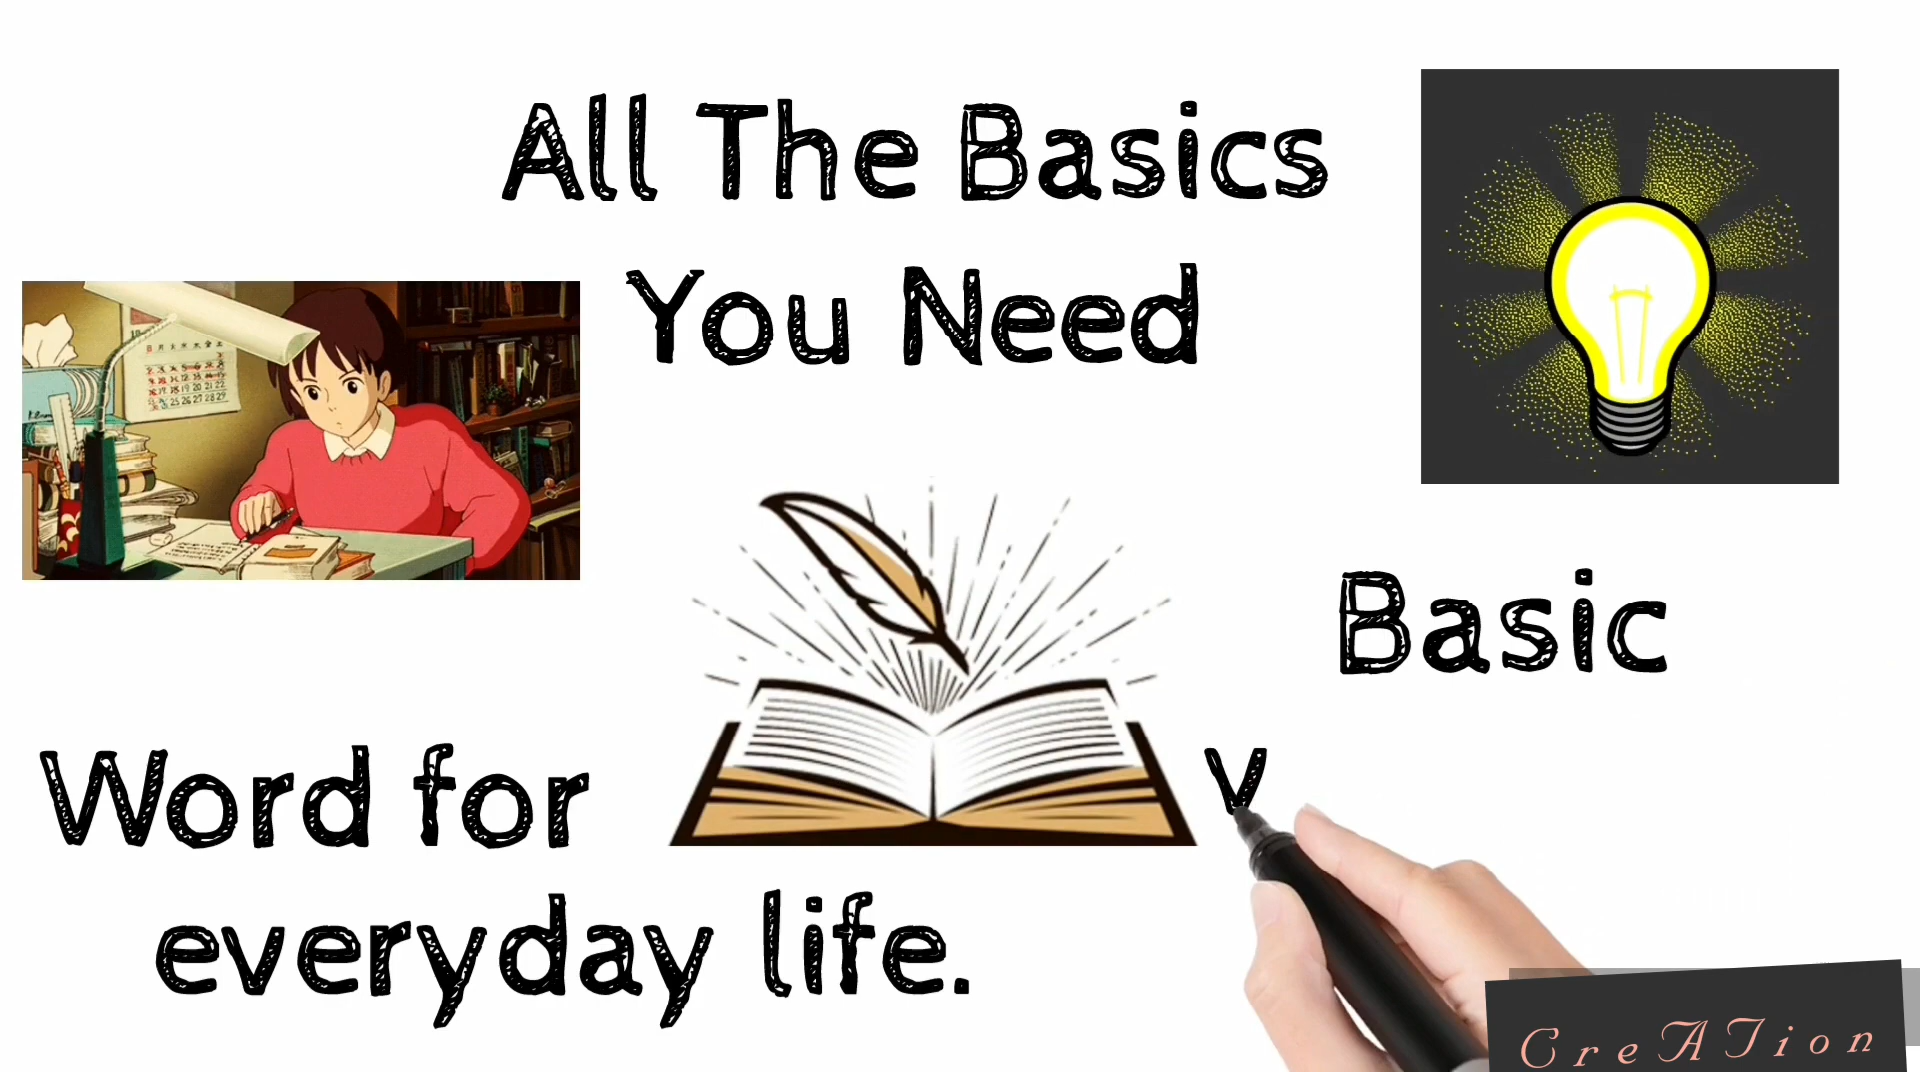 All The Basics
You Need
Basic
Word for
everyday life.
v
CreATion